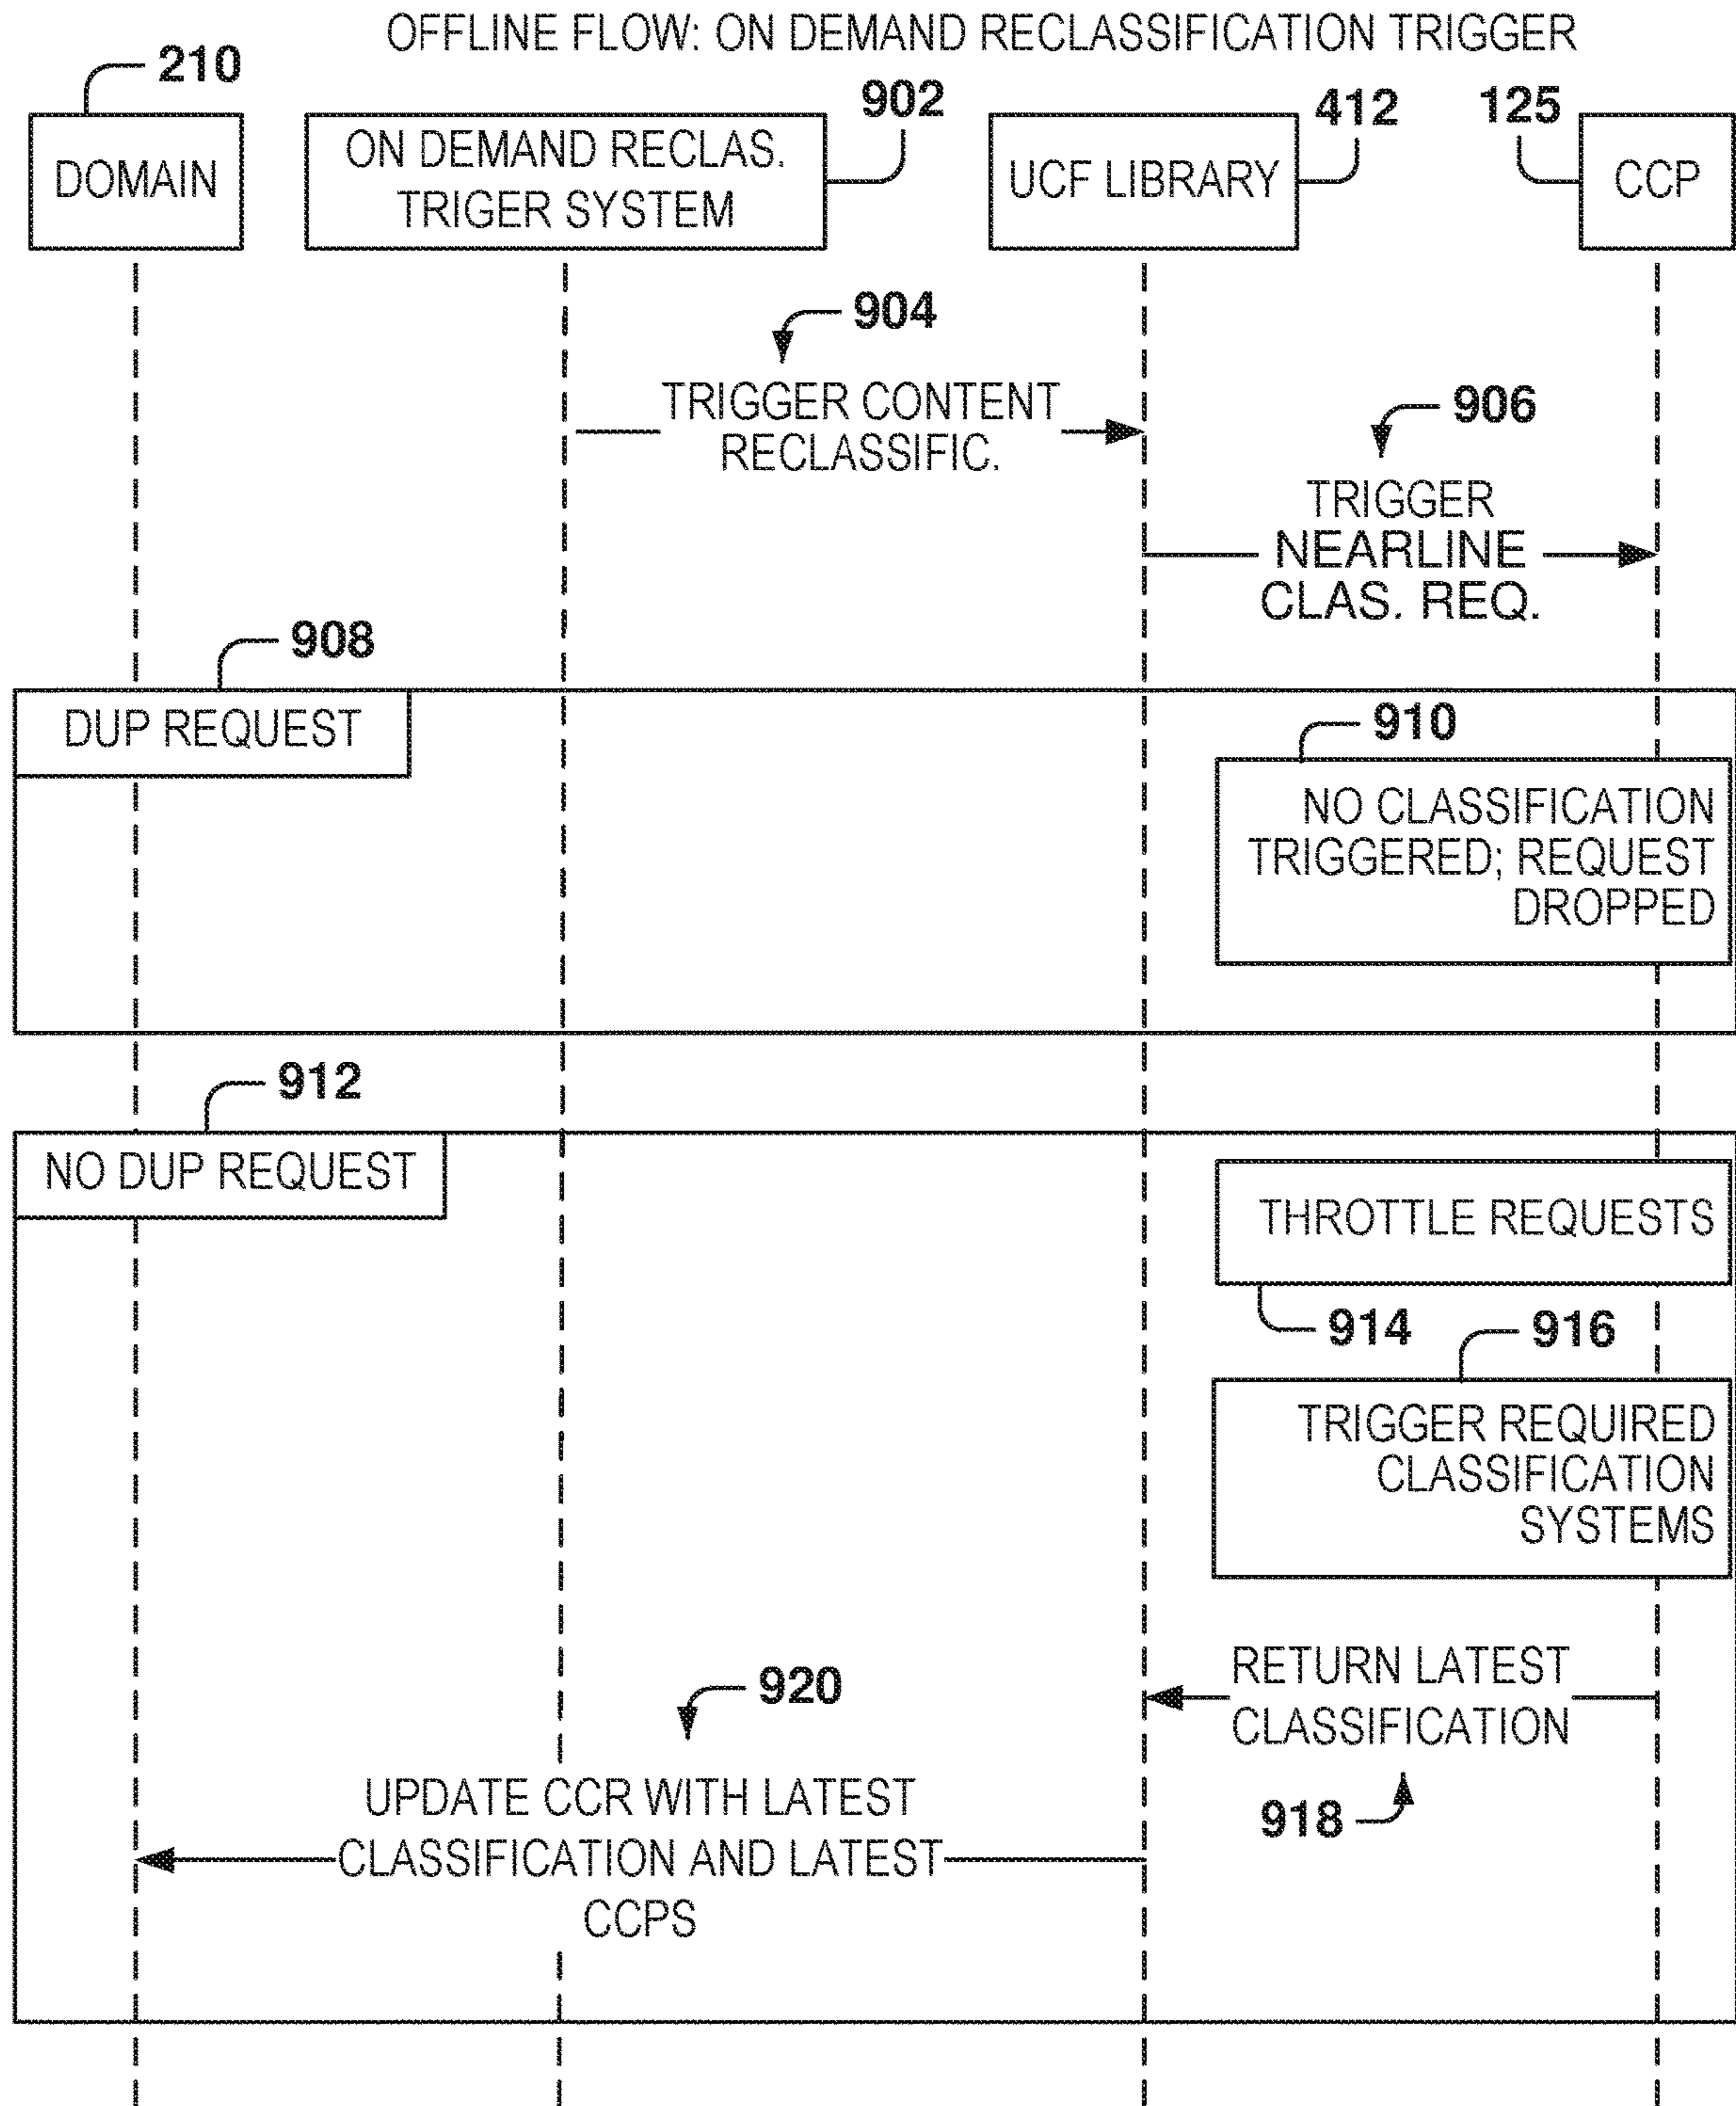 OFFLINE FLOW: ON DEMAND RECLASSIFICATION TRIGGER
210
902
412
125
DOMAIN
ON DEMAND RECLAS.
TRIGER SYSTEM
UCF LIBRARY
CCP
904
TRIGGER CONTENT
RECLASSIFIC.
906
TRIGGER
NEARLINE
CLAS. REQ.
908
DUP REQUEST
910
NO CLASSIFICATION
TRIGGERED; REQUEST
DROPPED
912
NO DUP REQUEST
THROTTLE REQUESTS
914
916
TRIGGER REQUIRED
CLASSIFICATION
SYSTEMS
RETURN LATEST
CLASSIFICATION
918
920
UPDATE CCR WITH LATEST
CLASSIFICATION AND LATEST
CCPS